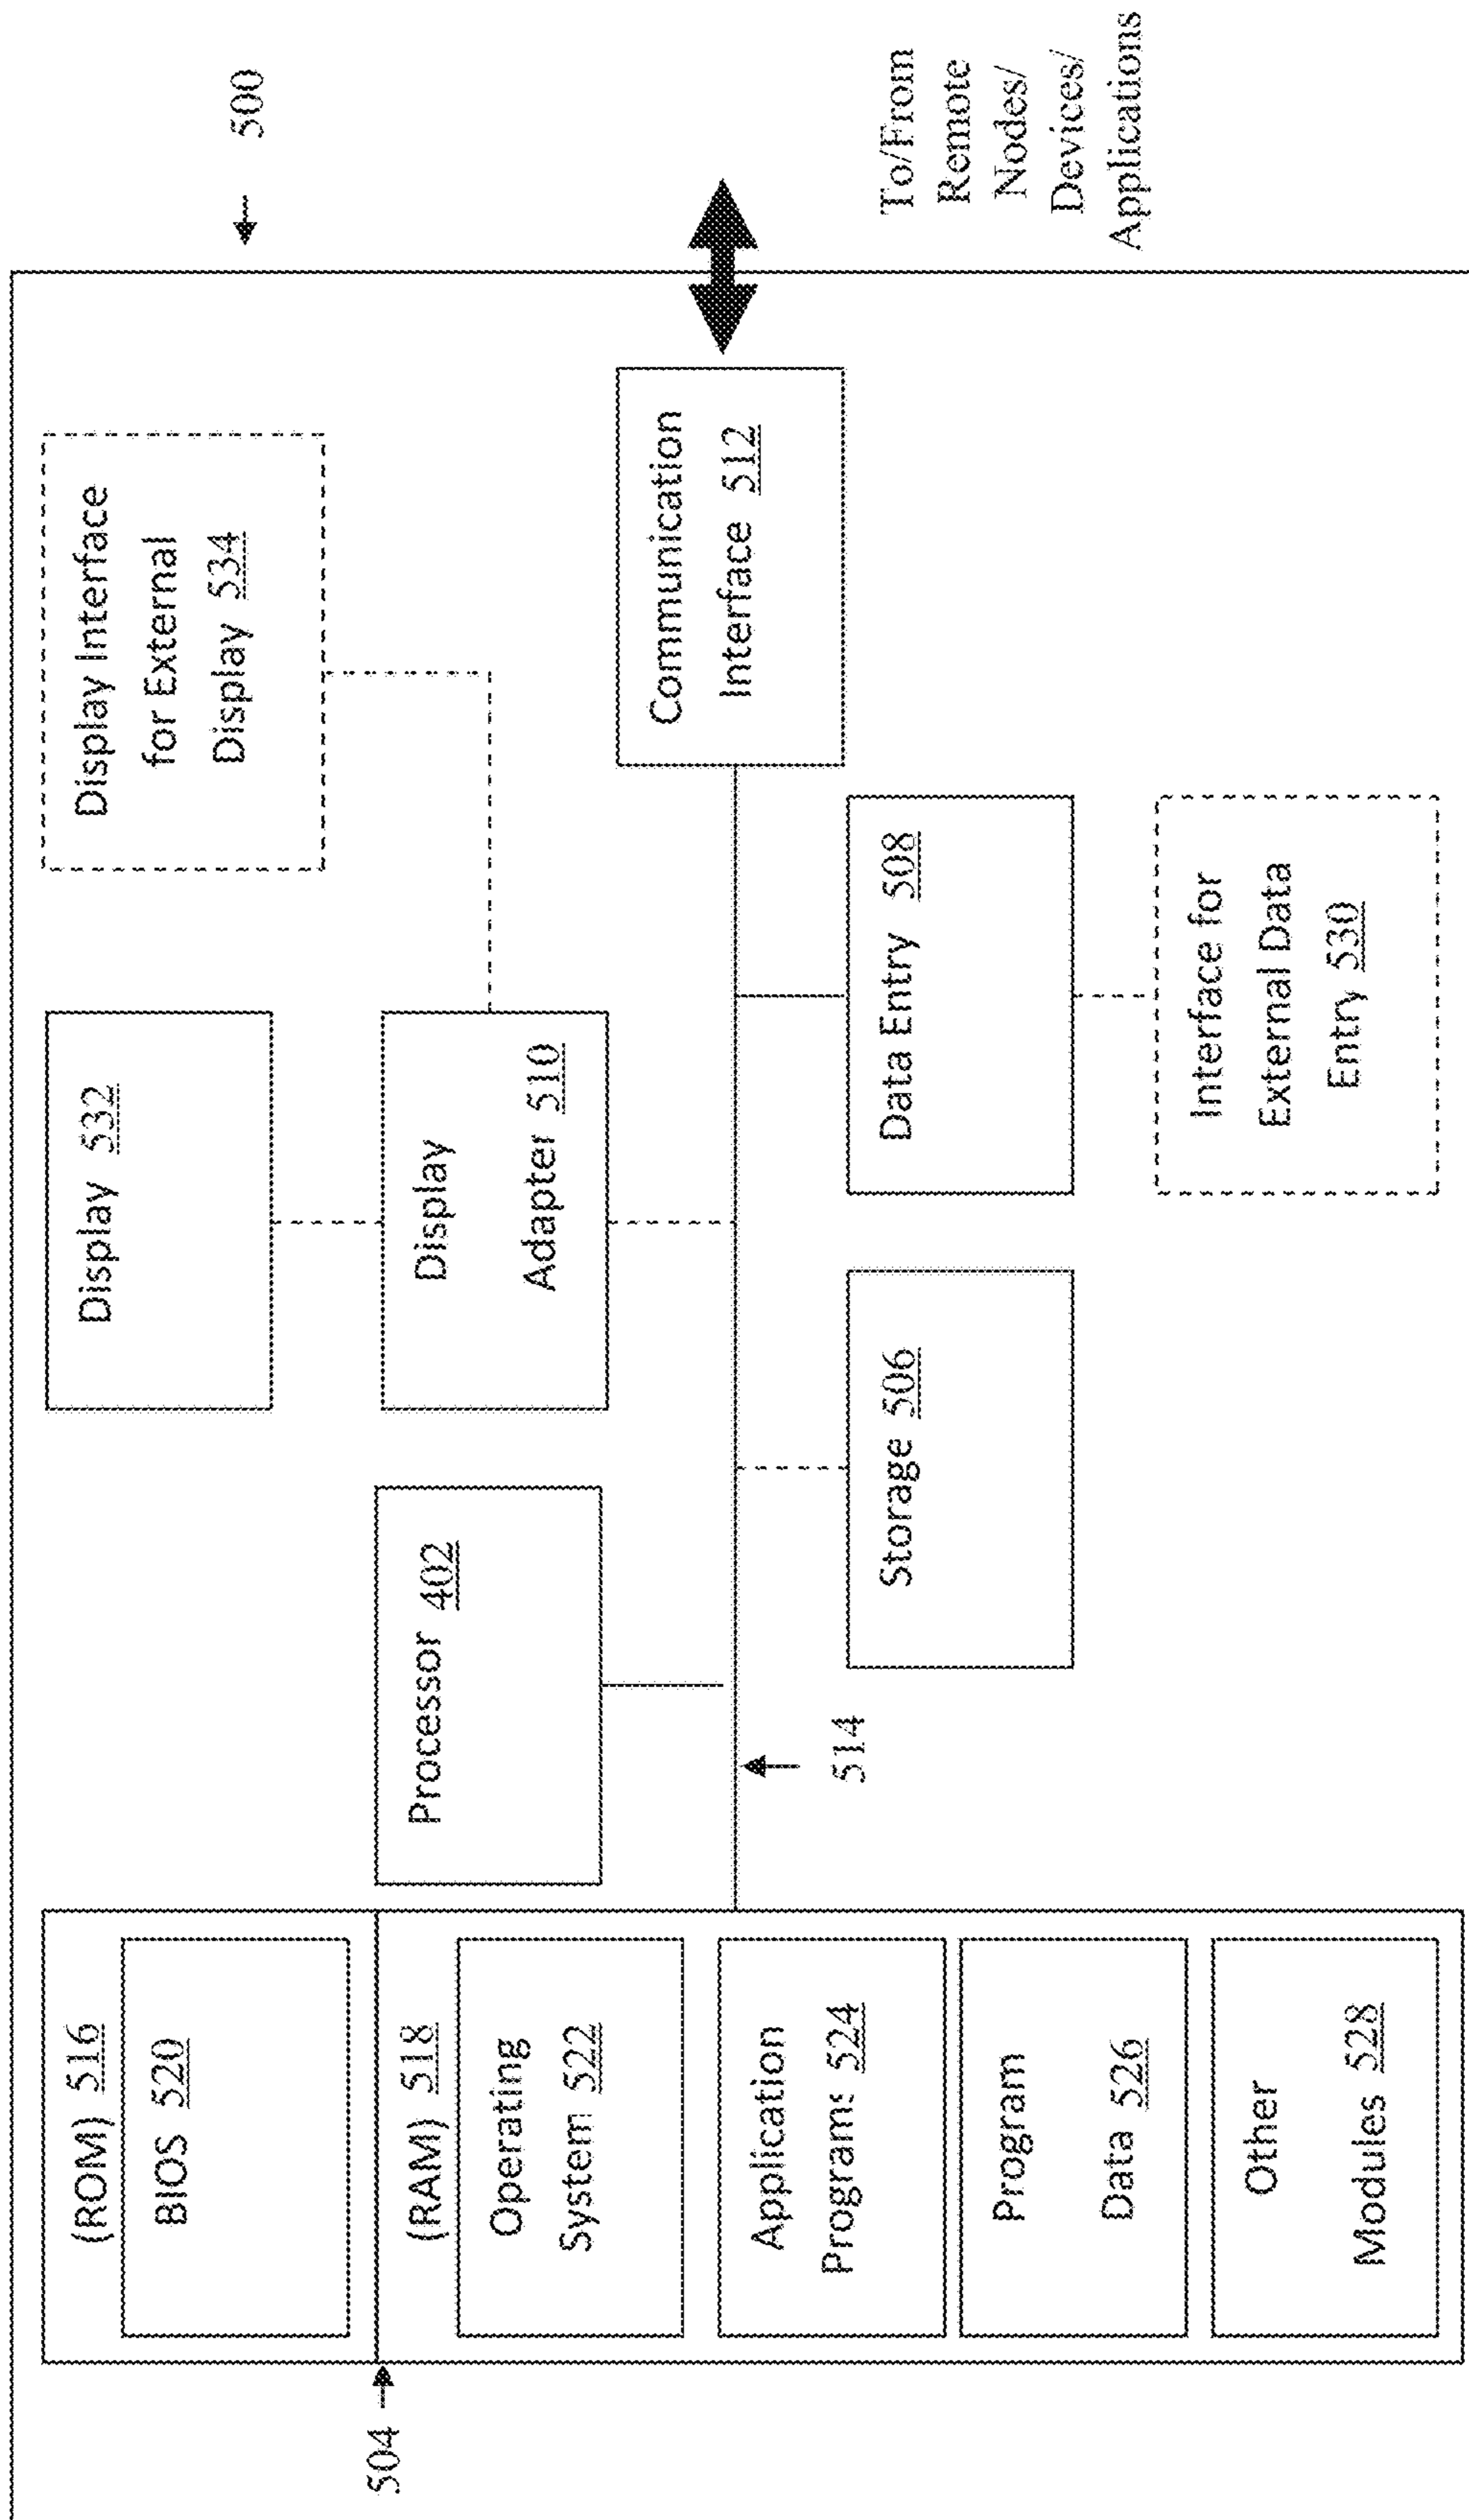 500
(ROM) 516
BIOS 520
504
(RAM) 518
Operating
System 522
Application
Programs 524
Program
Data 526
Other
Modules 528
Processor 402
514
Display 532
Display
Adapter 510
Storage 506
Display Interface
for External
Display 534
Data Entry 508
Interface for
External Data
Entry 530
Communication
Interface 512
To/From
Remote
Nodes/
Devices/
Applications